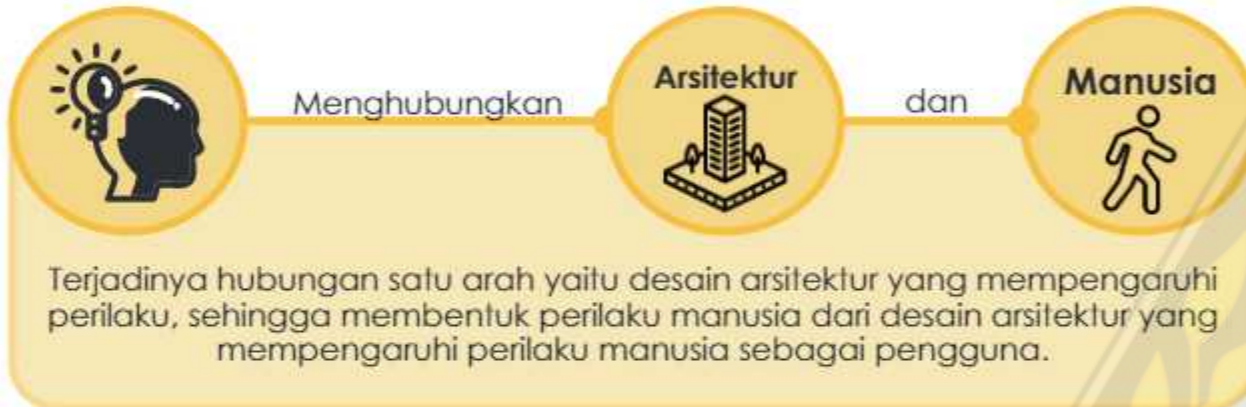 Menghubungkan
Arsitektur
dan
Manusia
Terjadinya hubungan satu arah yaitu desain arsitektur yang mempengaruhi
perilaku, sehingga membentuk perilaku manusia dari desain arsitektur yang
mempengaruhi perilaku manusia sebagai pengguna.